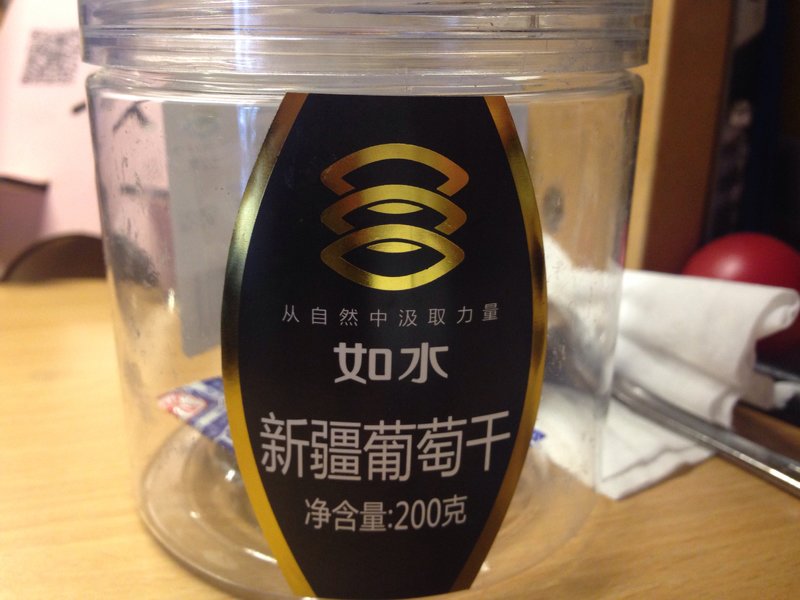 从自然中汲取力量
如水
新疆葡萄干
净含量:200克